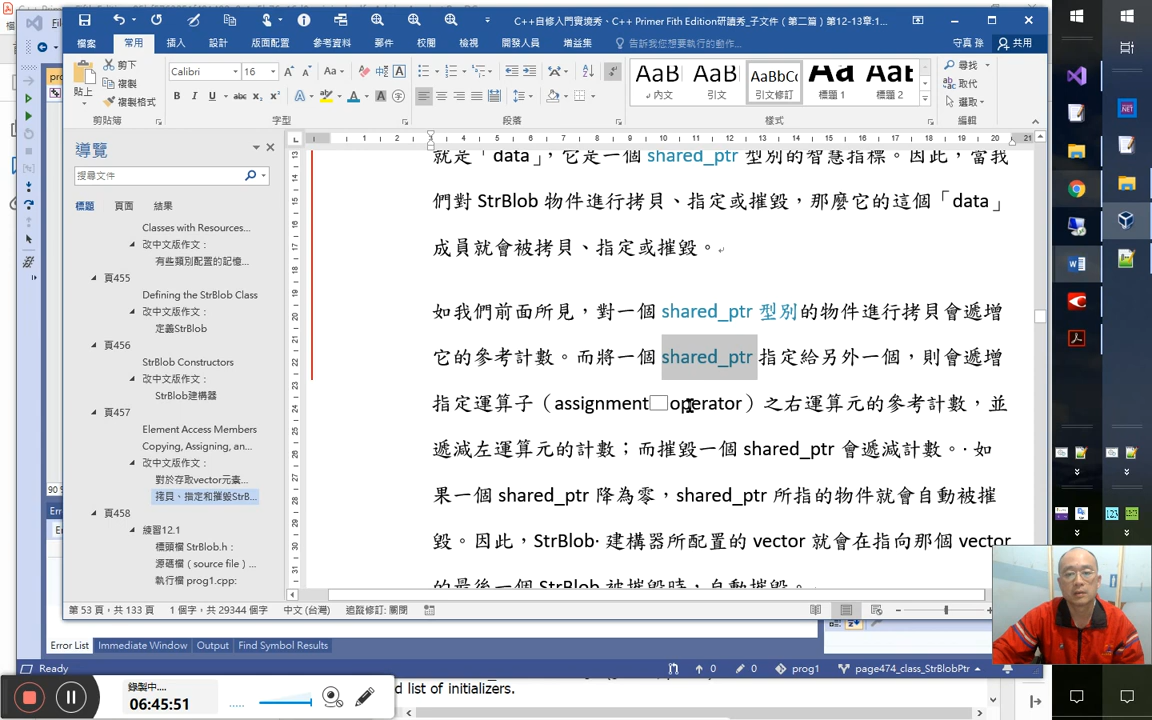 C++自修入門實境秀、C++ Primer Fith Edition研讀秀_子文件（第二篇）第12-13章:1...
檔案 常用 插入 設計 版面配置 參考資料 郵件 校閱 檢視 開發人員 增益集 告訴我您想要執行的動作... 守真 孫 共用
貼上 剪下 複製 複製格式
Calibri 16
AaBbC AaBbC AaBbCc AaB AaB
內文 引文 引文修訂 標題 1 標題 2
尋找 取代 選取
剪貼簿 字型 段落 樣式 編輯
導覽
搜尋文件
標題 頁面 結果
Classes with Resources...
改中文版作文：
有些類別配置的記憶...
頁455
Defining the StrBlob Class
改中文版作文：
定義StrBlob
頁456
StrBlob Constructors
改中文版作文：
StrBlob建構器
頁457
Element Access Members
Copying, Assigning, an...
改中文版作文：
對於存取vector元素...
拷貝、指定和摧毀StrB...
頁458
練習12.1
標頭檔 StrBlob.h：
源碼檔（source file）...
執行檔 prog1.cpp:
就是「data」，它是一個 shared_ptr 型別的智慧指標。因此，當我
們對 StrBlob 物件進行拷貝、指定或摧毀，那麼它的這個「data」
成員就會被拷貝、指定或摧毀。
如我們前面所見，對一個 shared_ptr 型別的物件進行拷貝會遞增
它的參考計數。而將一個 shared_ptr 指定給另外一個，則會遞增
指定運算子（assignment operator）之右運算元的參考計數，並
遞減左運算元的計數；而摧毀一個 shared_ptr 會遞減計數。 如
果一個 shared_ptr 降為零，shared_ptr 所指的物件就會自動被摧
毀。因此，StrBlob 建構器所配置的 vector 就會在指向那個 vector
的最後一個 StrBlob 被摧毀時，自動摧毀。
第 53 頁，共 133 頁 1 個字，共 29344 個字 中文 (台灣) 追蹤修訂: 關閉
Error List Immediate Window Output Find Symbol Results
Ready 0 0 prog1 page474_class_StrBlobPtr
錄製中....
06:45:51
d list of initializers.